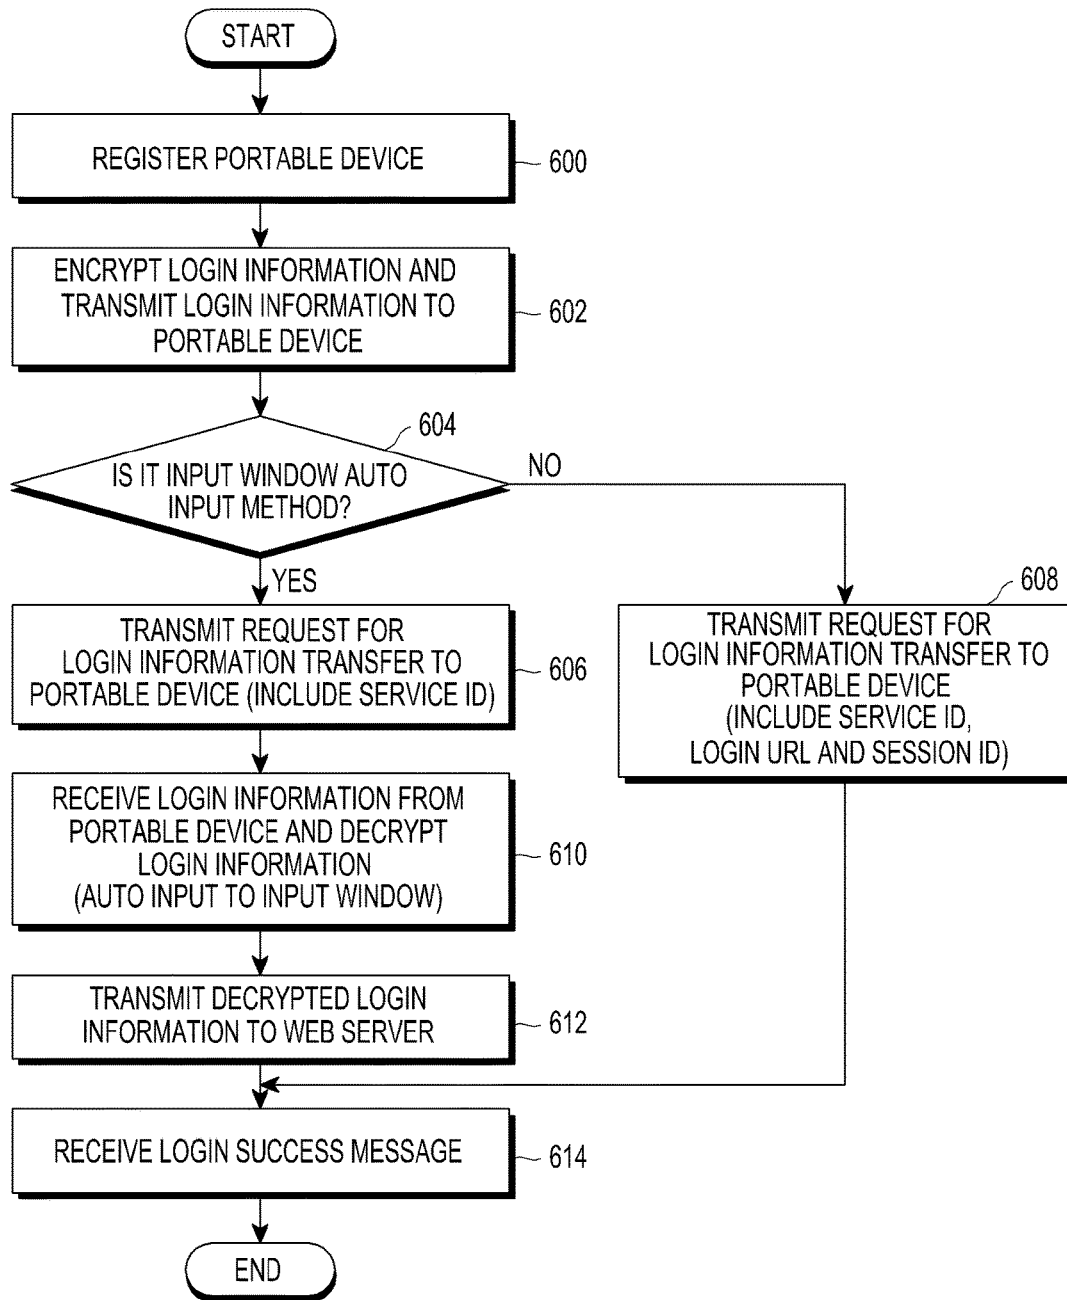 START
REGISTER PORTABLE DEVICE
600
ENCRYPT LOGIN INFORMATION AND
TRANSMIT LOGIN INFORMATION TO
PORTABLE DEVICE
602
604
IS IT INPUT WINDOW AUTO
INPUT METHOD?
NO
YES
TRANSMIT REQUEST FOR
LOGIN INFORMATION TRANSFER TO
PORTABLE DEVICE (INCLUDE SERVICE ID)
606
608
TRANSMIT REQUEST FOR
LOGIN INFORMATION TRANSFER TO
PORTABLE DEVICE
(INCLUDE SERVICE ID,
LOGIN URL AND SESSION ID)
RECEIVE LOGIN INFORMATION FROM
PORTABLE DEVICE AND DECRYPT
LOGIN INFORMATION
(AUTO INPUT TO INPUT WINDOW)
610
TRANSMIT DECRYPTED LOGIN
INFORMATION TO WEB SERVER
612
RECEIVE LOGIN SUCCESS MESSAGE
614
END